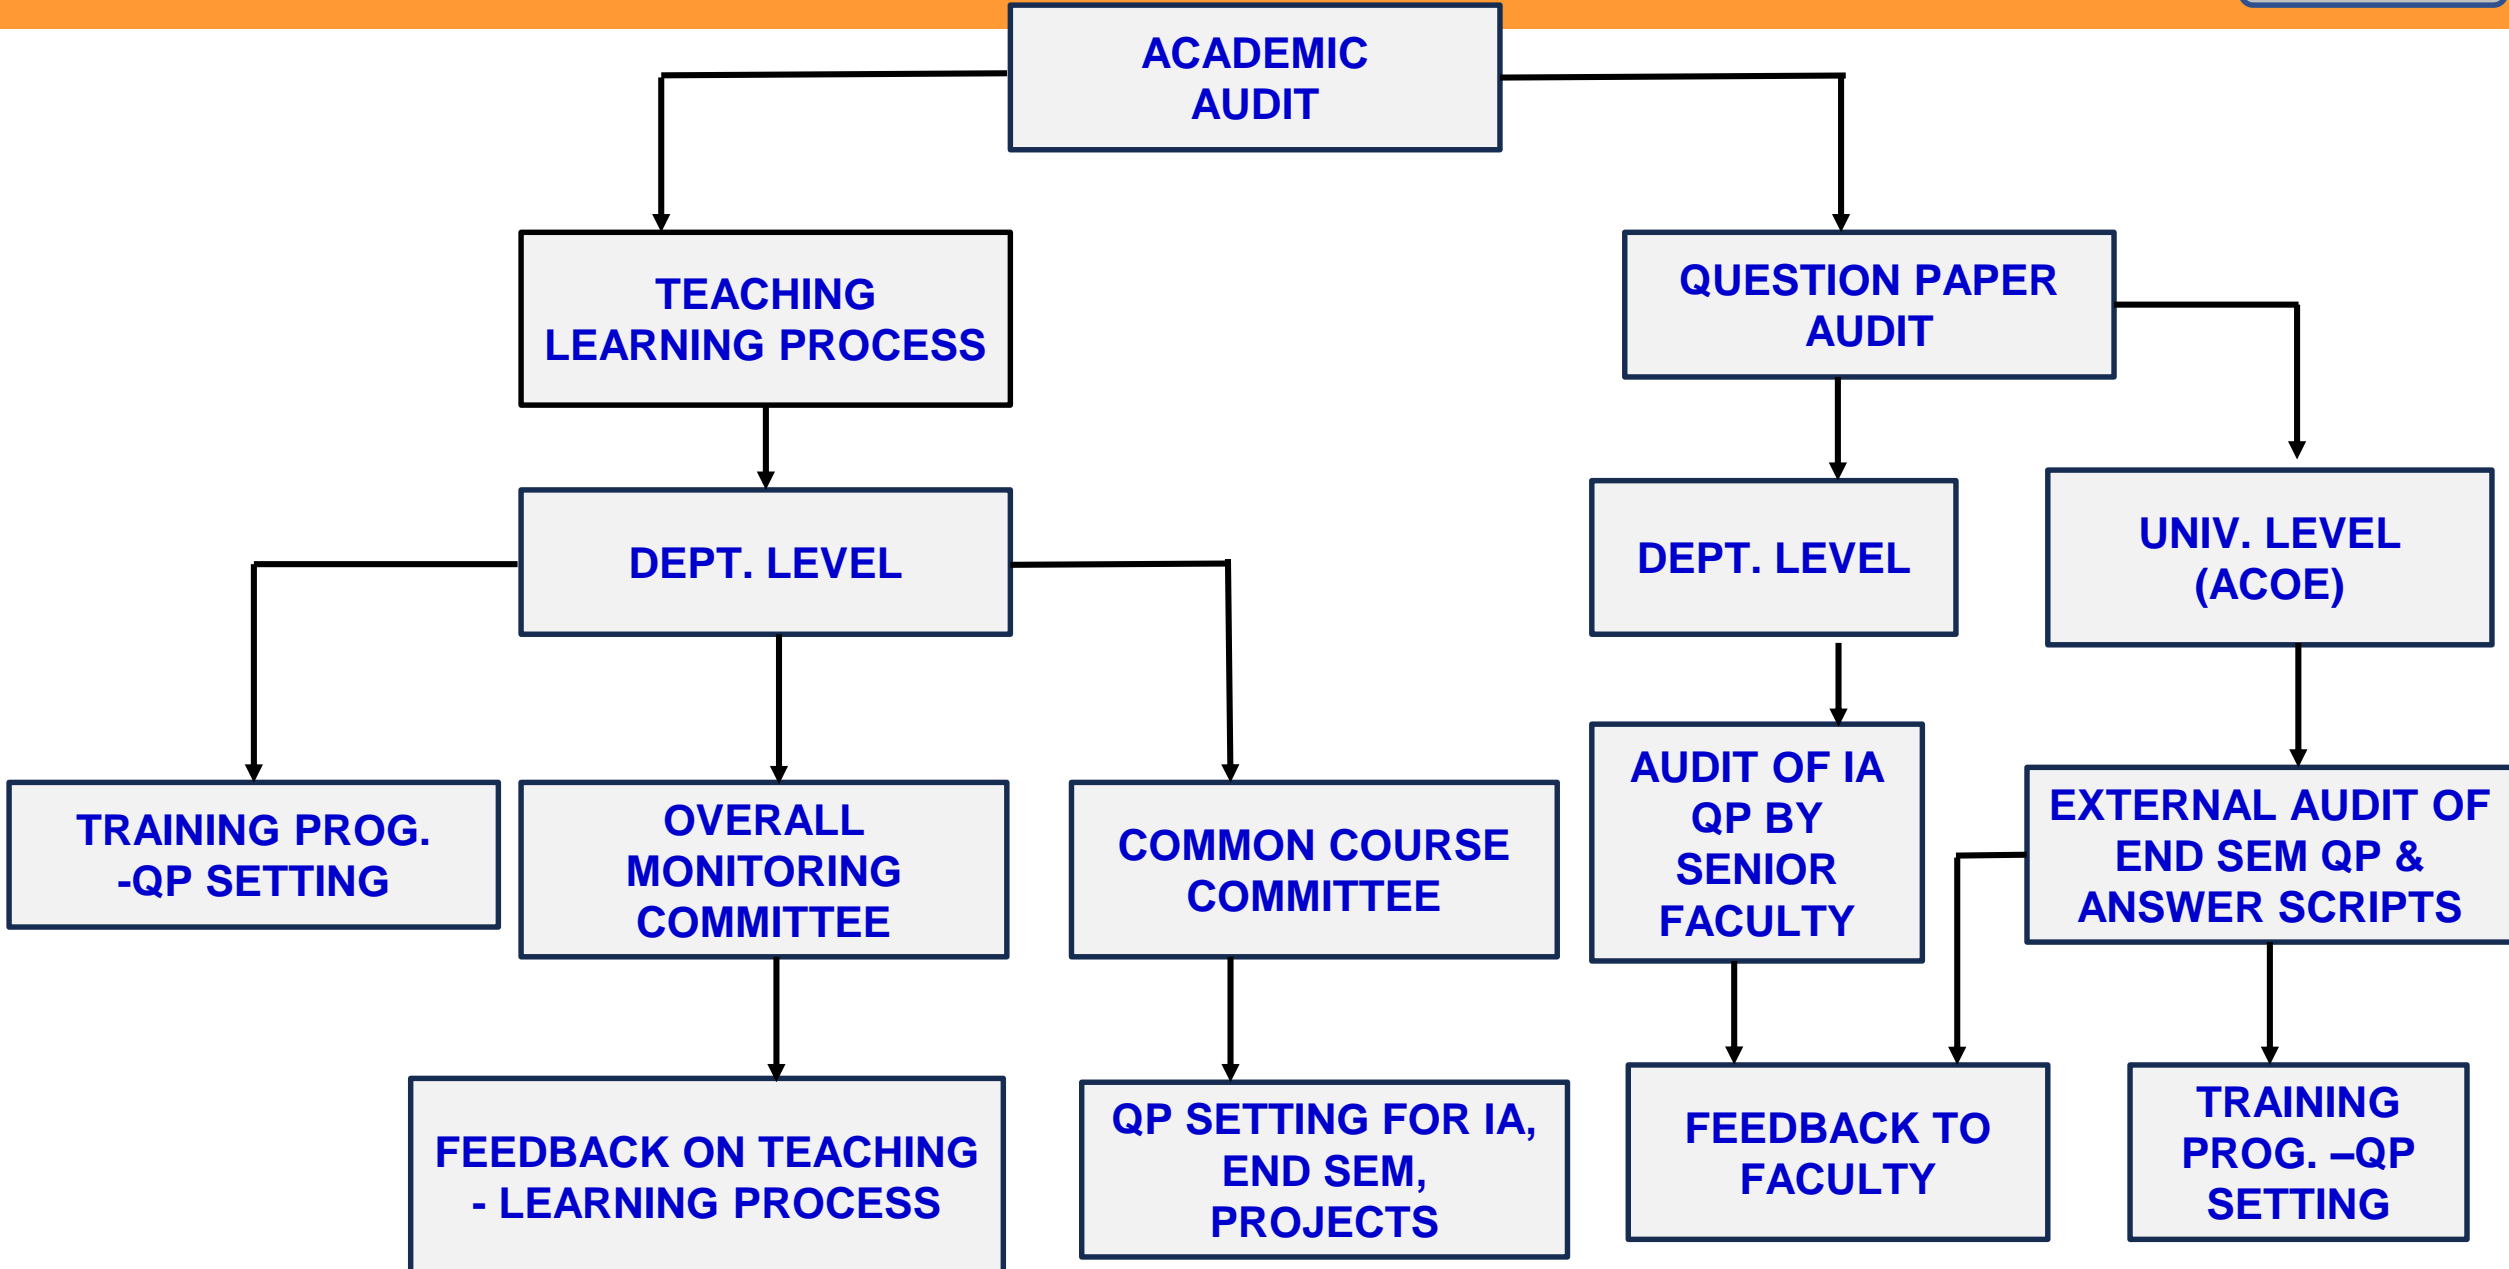 ACADEMIC
AUDIT
TEACHING
LEARNING PROCESS
QUESTION PAPER
AUDIT
DEPT. LEVEL
DEPT. LEVEL
UNIV. LEVEL
(ACOE)
TRAINING PROG.
-QP SETTING
OVERALL
MONITORING
COMMITTEE
COMMON COURSE
COMMITTEE
AUDIT OF IA
QP BY
SENIOR
FACULTY
EXTERNAL AUDIT OF
END SEM QP &
ANSWER SCRIPTS
FEEDBACK ON TEACHING
- LEARNING PROCESS
QP SETTING FOR IA,
END SEM,
PROJECTS
FEEDBACK TO
FACULTY
TRAINING
PROG. –QP
SETTING